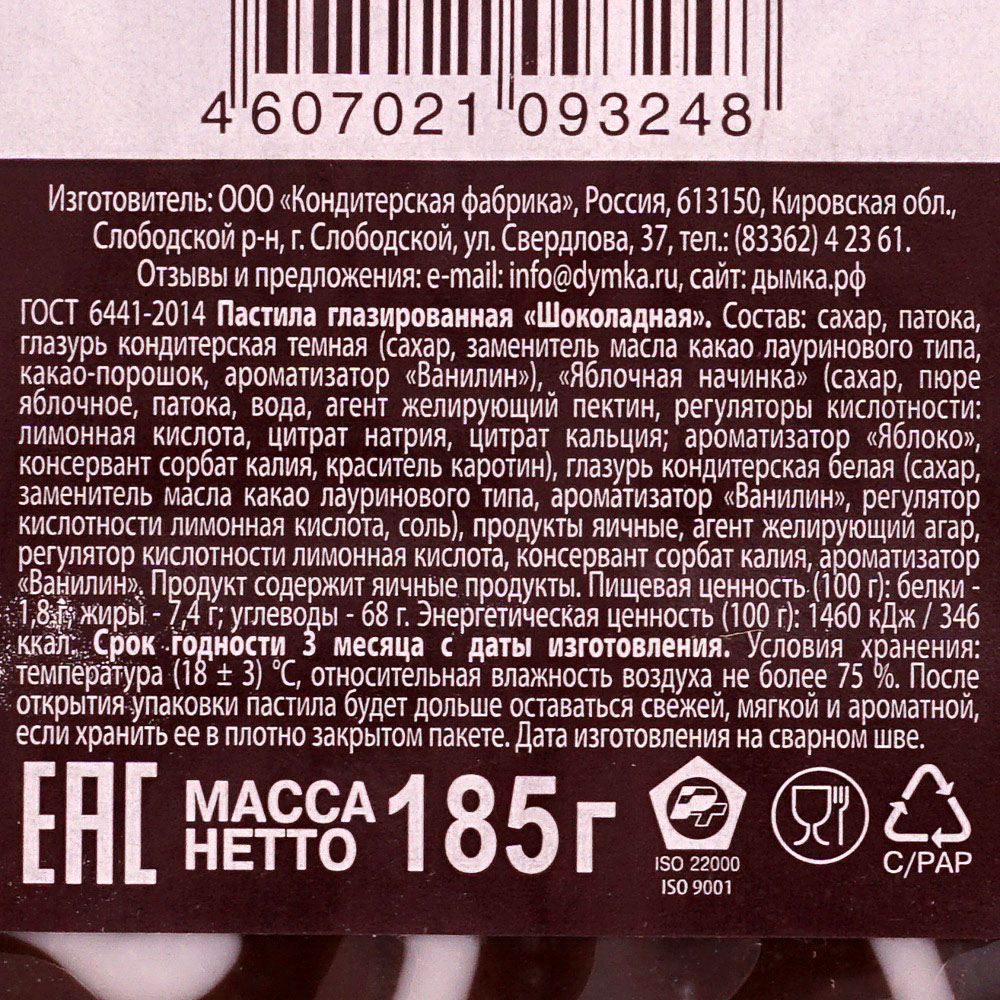 4 607021 093248
Изготовитель: ООО «Кондитерская фабрика», Россия, 613150, Кировская обл.,
Слободской р-н, г. Слободской, ул. Свердлова, 37, тел.: (83362) 4 23 61.
Отзывы и предложения: e-mail: info@dymka.ru, сайт: дымка.рф
ГОСТ 6441-2014 Пастила глазированная «Шоколадная». Состав: сахар, патока,
глазурь кондитерская темная (сахар, заменитель масла какао лауринового типа,
какао-порошок, ароматизатор «Ванилин»), «Яблочная начинка» (сахар, пюре
яблочное, патока, вода, агент желирующий пектин, регуляторы кислотности:
лимонная кислота, цитрат натрия, цитрат кальция; ароматизатор «Яблоко»,
консервант сорбат калия, краситель каротин), глазурь кондитерская белая (сахар,
заменитель масла какао лауринового типа, ароматизатор «Ванилин», регулятор
кислотности лимонная кислота, соль), продукты яичные, агент желирующий агар,
регулятор кислотности лимонная кислота, консервант сорбат калия, ароматизатор
«Ванилин». Продукт содержит яичные продукты. Пищевая ценность (100 г): белки -
1,8 г; жиры - 7,4 г; углеводы - 68 г. Энергетическая ценность (100 г): 1460 кДж / 346
ккал. Срок годности 3 месяца с даты изготовления. Условия хранения:
температура (18 ± 3) °С, относительная влажность воздуха не более 75 %. После
открытия упаковки пастила будет дольше оставаться свежей, мягкой и ароматной,
если хранить ее в плотно закрытом пакете. Дата изготовления на сварном шве.
ЕАС МАССА НЕТТО 185г
ISO 22000
ISO 9001
C/PAP